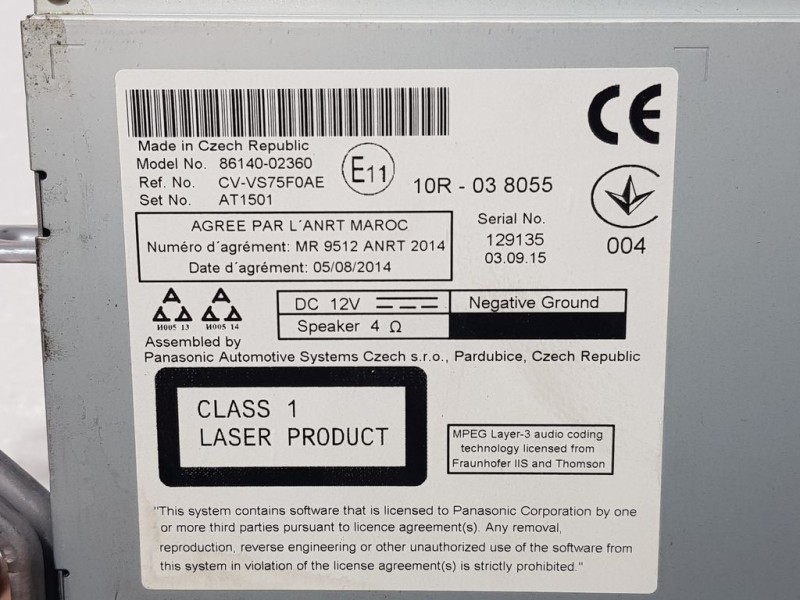 CE
Made in Czech Republic
Model No. 86140-02360
Ref. No. CV-VS75F0AE
Set No. AT1501
E11
10R - 03 8055
AGREE PAR L´ANRT MAROC
Numéro d´agrément: MR 9512 ANRT 2014
Date d´agrément: 05/08/2014
Serial No.
129135
03.09.15
004
И005 13 И005 14
DC 12V
Negative Ground
Speaker 4 Ω
Assembled by
Panasonic Automotive Systems Czech s.r.o., Pardubice, Czech Republic
CLASS 1
LASER PRODUCT
MPEG Layer-3 audio coding
technology licensed from
Fraunhofer IIS and Thomson
"This system contains software that is licensed to Panasonic Corporation by one
or more third parties pursuant to licence agreement(s). Any removal,
reproduction, reverse engineering or other unauthorized use of the software from
this system in violation of the license agreement(s) is strictly prohibited."